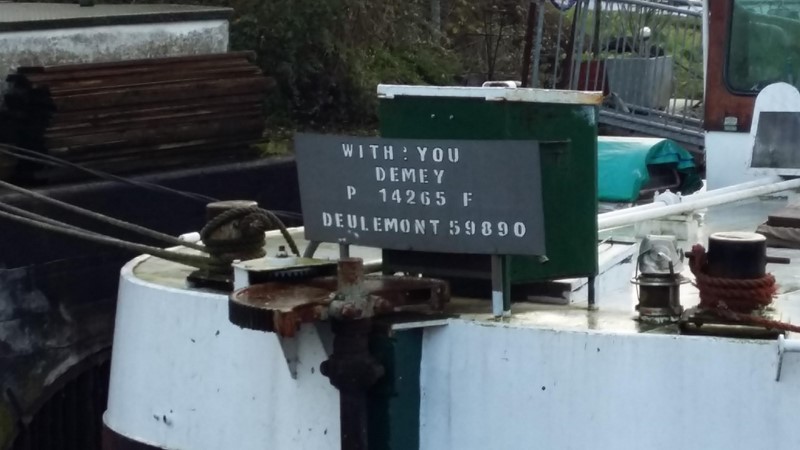 WITH : YOU
DEMEY
P 14265 F
DEULEMONT 59890